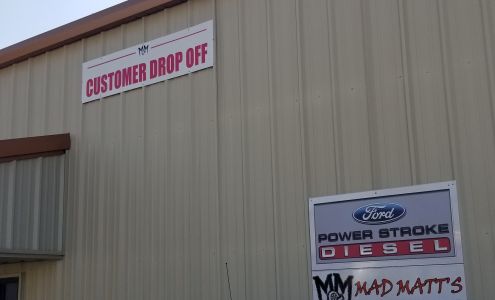 MM
CUSTOMER DROP OFF
Ford
POWER STROKE
DIESEL
MM MAD MATT'S